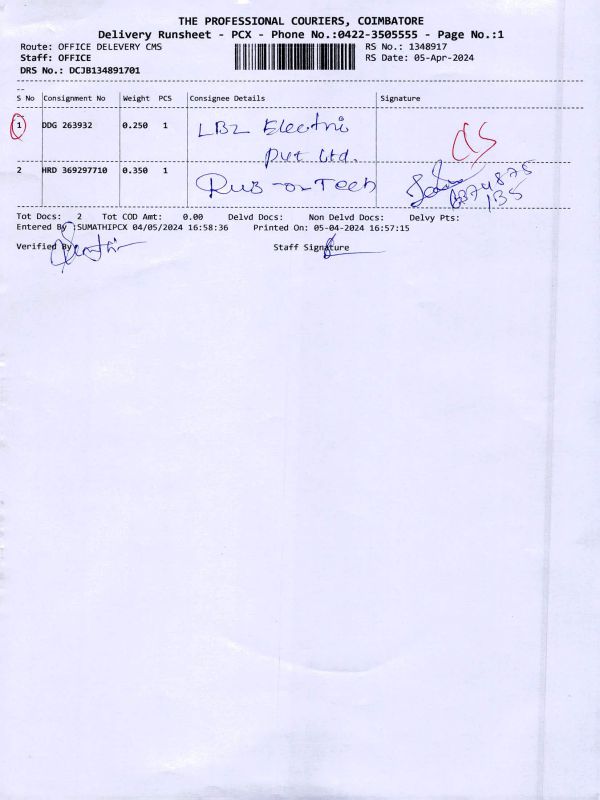 THE PROFESSIONAL COURIERS, COIMBATORE
Delivery Runsheet - PCX - Phone No.:0422-3505555 - Page No.:1
Route: OFFICE DELEVERY CMS RS No.: 1348917
Staff: OFFICE RS Date: 05-Apr-2024
DRS No.: DCJB134891701
S No Consignment No Weight PCS Consignee Details Signature
1 DDG 263932 0.250 1 LB2 Electri
Pvt. Ltd.
2 HRD 369297710 0.350 1 Rub-or-Tech
135
Tot Docs: 2 Tot COD Amt: 0.00 Delvd Docs: Non Delvd Docs: Delvy Pts:
Entered By :SUMATHIPCX 04/05/2024 16:58:36 Printed On: 05-04-2024 16:57:15
Verified By Staff Signature